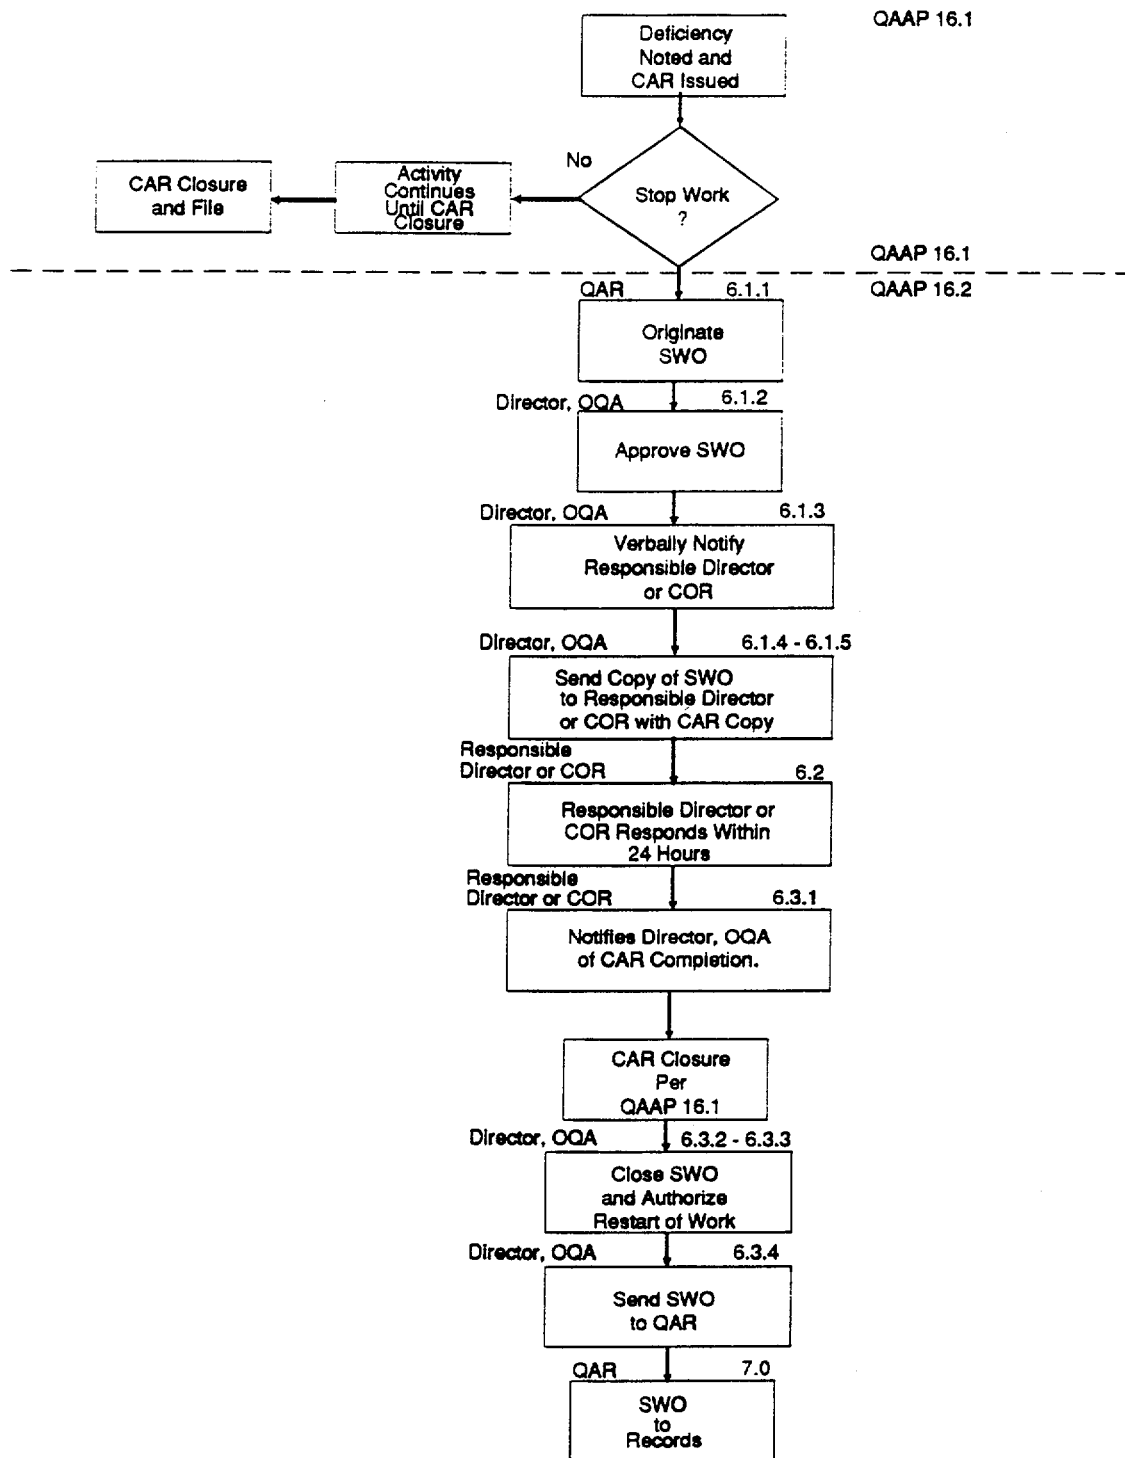 QAAP 16.1
Deficiency
Noted and
CAR Issued
No
Stop Work
?
Activity
Continues
Until CAR
Closure
CAR Closure
and File
QAAP 16.1
QAAP 16.2
QAR 6.1.1
Originate
SWO
Director, OQA 6.1.2
Approve SWO
Director, OQA 6.1.3
Verbally Notify
Responsible Director
or COR
Director, OQA 6.1.4 - 6.1.5
Send Copy of SWO
to Responsible Director
or COR with CAR Copy
Responsible
Director or COR 6.2
Responsible Director or
COR Responds Within
24 Hours
Responsible
Director or COR 6.3.1
Notifies Director, OQA
of CAR Completion.
CAR Closure
Per
QAAP 16.1
Director, OQA 6.3.2 - 6.3.3
Close SWO
and Authorize
Restart of Work
Director, OQA 6.3.4
Send SWO
to QAR
QAR 7.0
SWO
to
Records